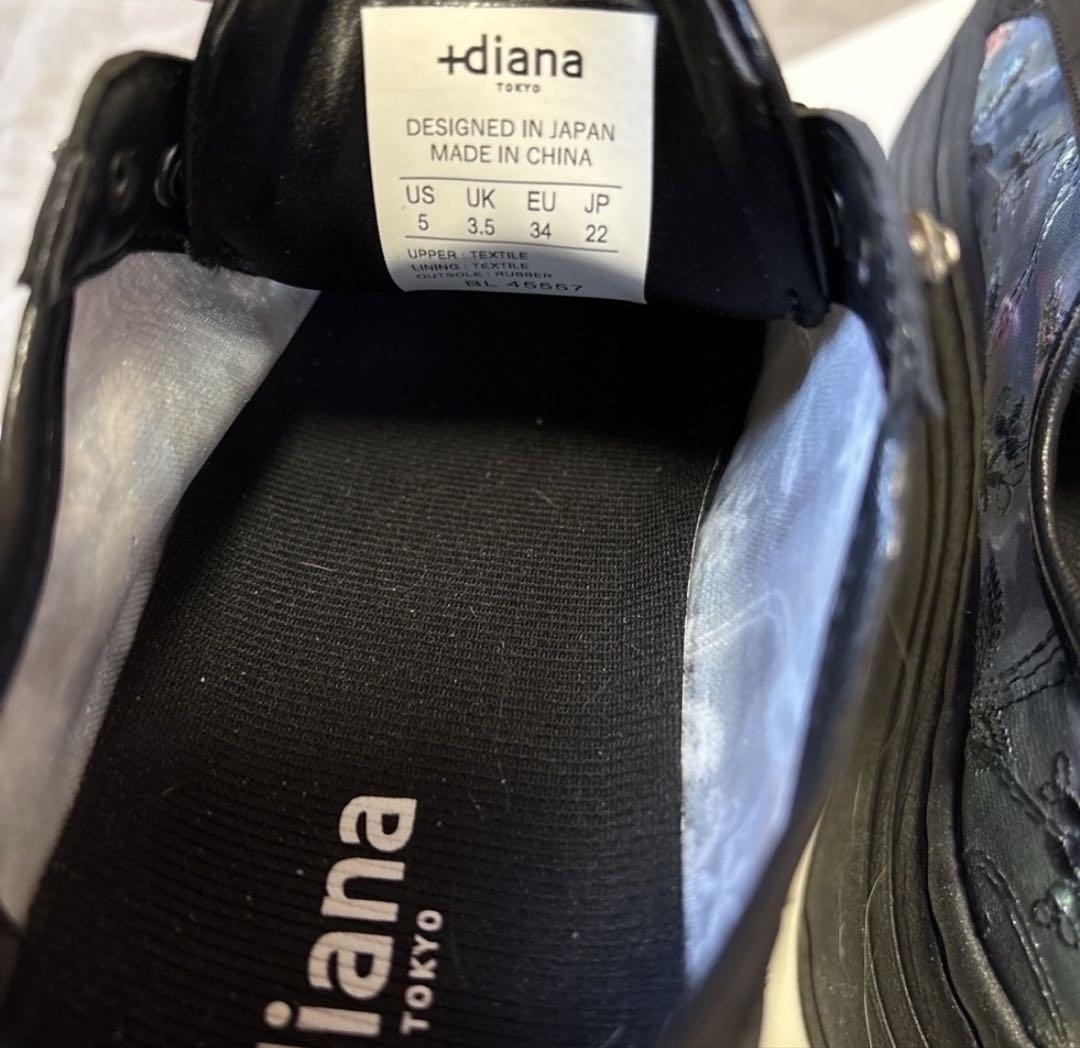 +diana
TOKYO
DESIGNED IN JAPAN
MADE IN CHINA
US UK EU JP
5 3.5 34 22
UPPER : TEXTILE
LINING : TEXTILE
OUTSOLE : RUBBER
BL 45557
diana
TOKYO